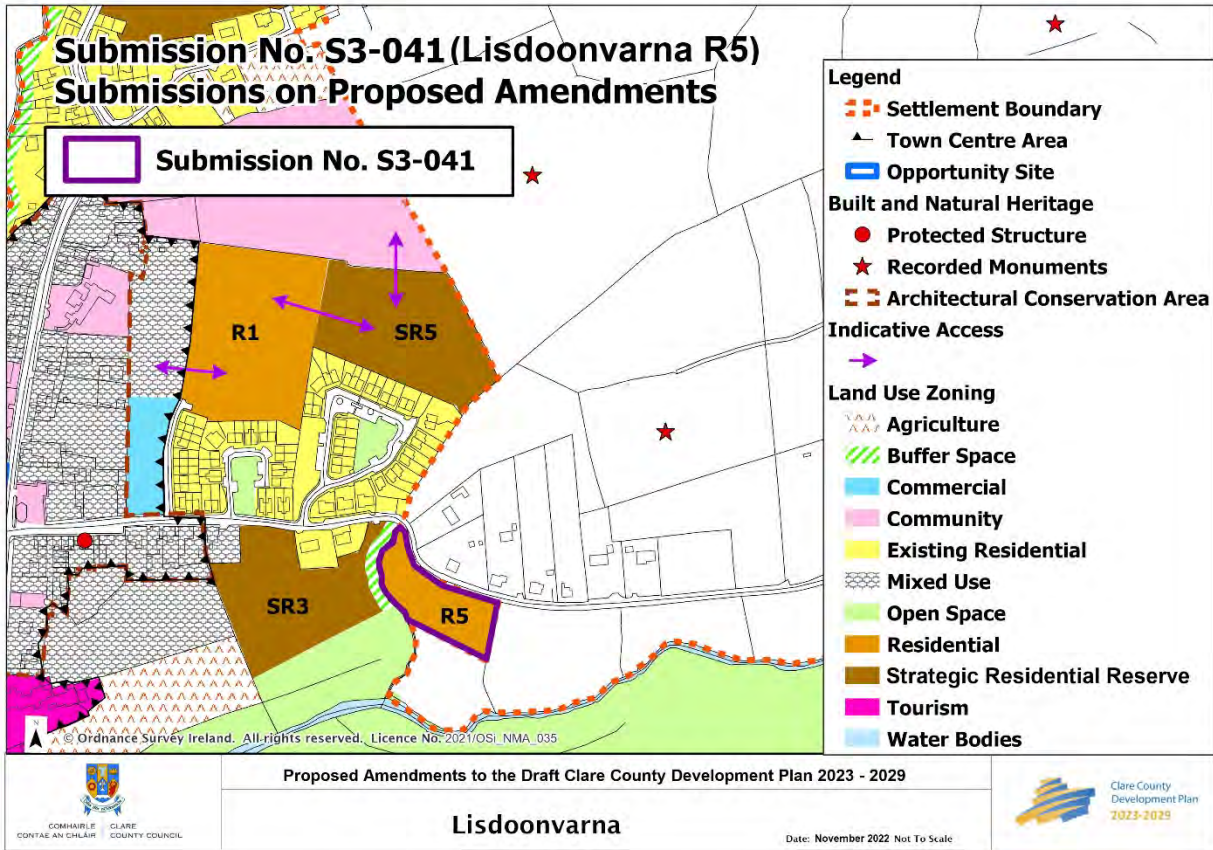 Submission No. S3-041 (Lisdoonvarna R5)
Submissions on Proposed Amendments
Submission No. S3-041
R1
SR5
SR3
R5
Legend
Settlement Boundary
Town Centre Area
Opportunity Site
Built and Natural Heritage
Protected Structure
Recorded Monuments
Architectural Conservation Area
Indicative Access
Land Use Zoning
Agriculture
Buffer Space
Commercial
Community
Existing Residential
Mixed Use
Open Space
Residential
Strategic Residential Reserve
Tourism
Water Bodies
N
© Ordnance Survey Ireland. All rights reserved. Licence No. 2021/OSi_NMA_035
COMHAIRLE CONTAE AN CHLÁIR
CLARE COUNTY COUNCIL
Proposed Amendments to the Draft Clare County Development Plan 2023 - 2029
Lisdoonvarna
Date: November 2022 Not To Scale
Clare County
Development Plan
2023-2029